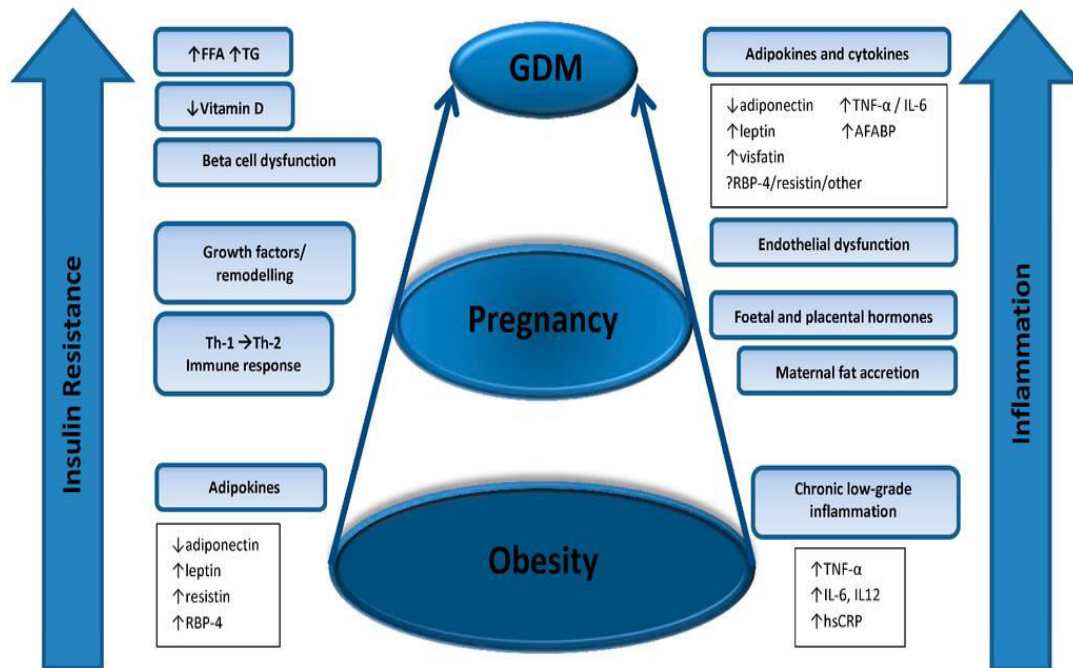 Insulin Resistance
↑FFA ↑TG
↓Vitamin D
Beta cell dysfunction
Growth factors/
remodelling
Th-1 →Th-2
Immune response
Adipokines
↓adiponectin
↑leptin
↑resistin
↑RBP-4
GDM
Pregnancy
Obesity
Adipokines and cytokines
↓adiponectin ↑TNF-α / IL-6
↑leptin ↑AFABP
↑visfatin
?RBP-4/resistin/other
Endothelial dysfunction
Foetal and placental hormones
Maternal fat accretion
Chronic low-grade
inflammation
↑TNF-α
↑IL-6, IL12
↑hsCRP
Inflammation